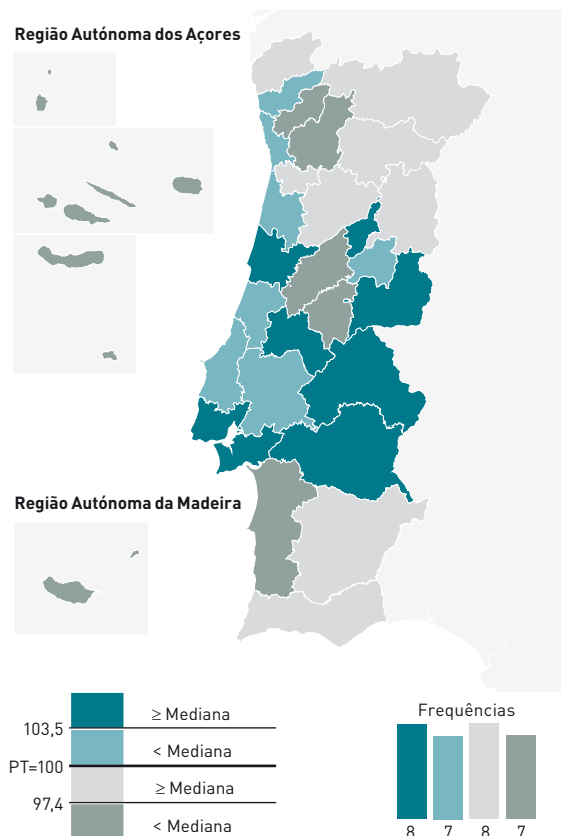 Região Autónoma dos Açores
Região Autónoma da Madeira
≥ Mediana
103,5
< Mediana
PT=100
≥ Mediana
97,4
< Mediana
Frequências
8 7 8 7